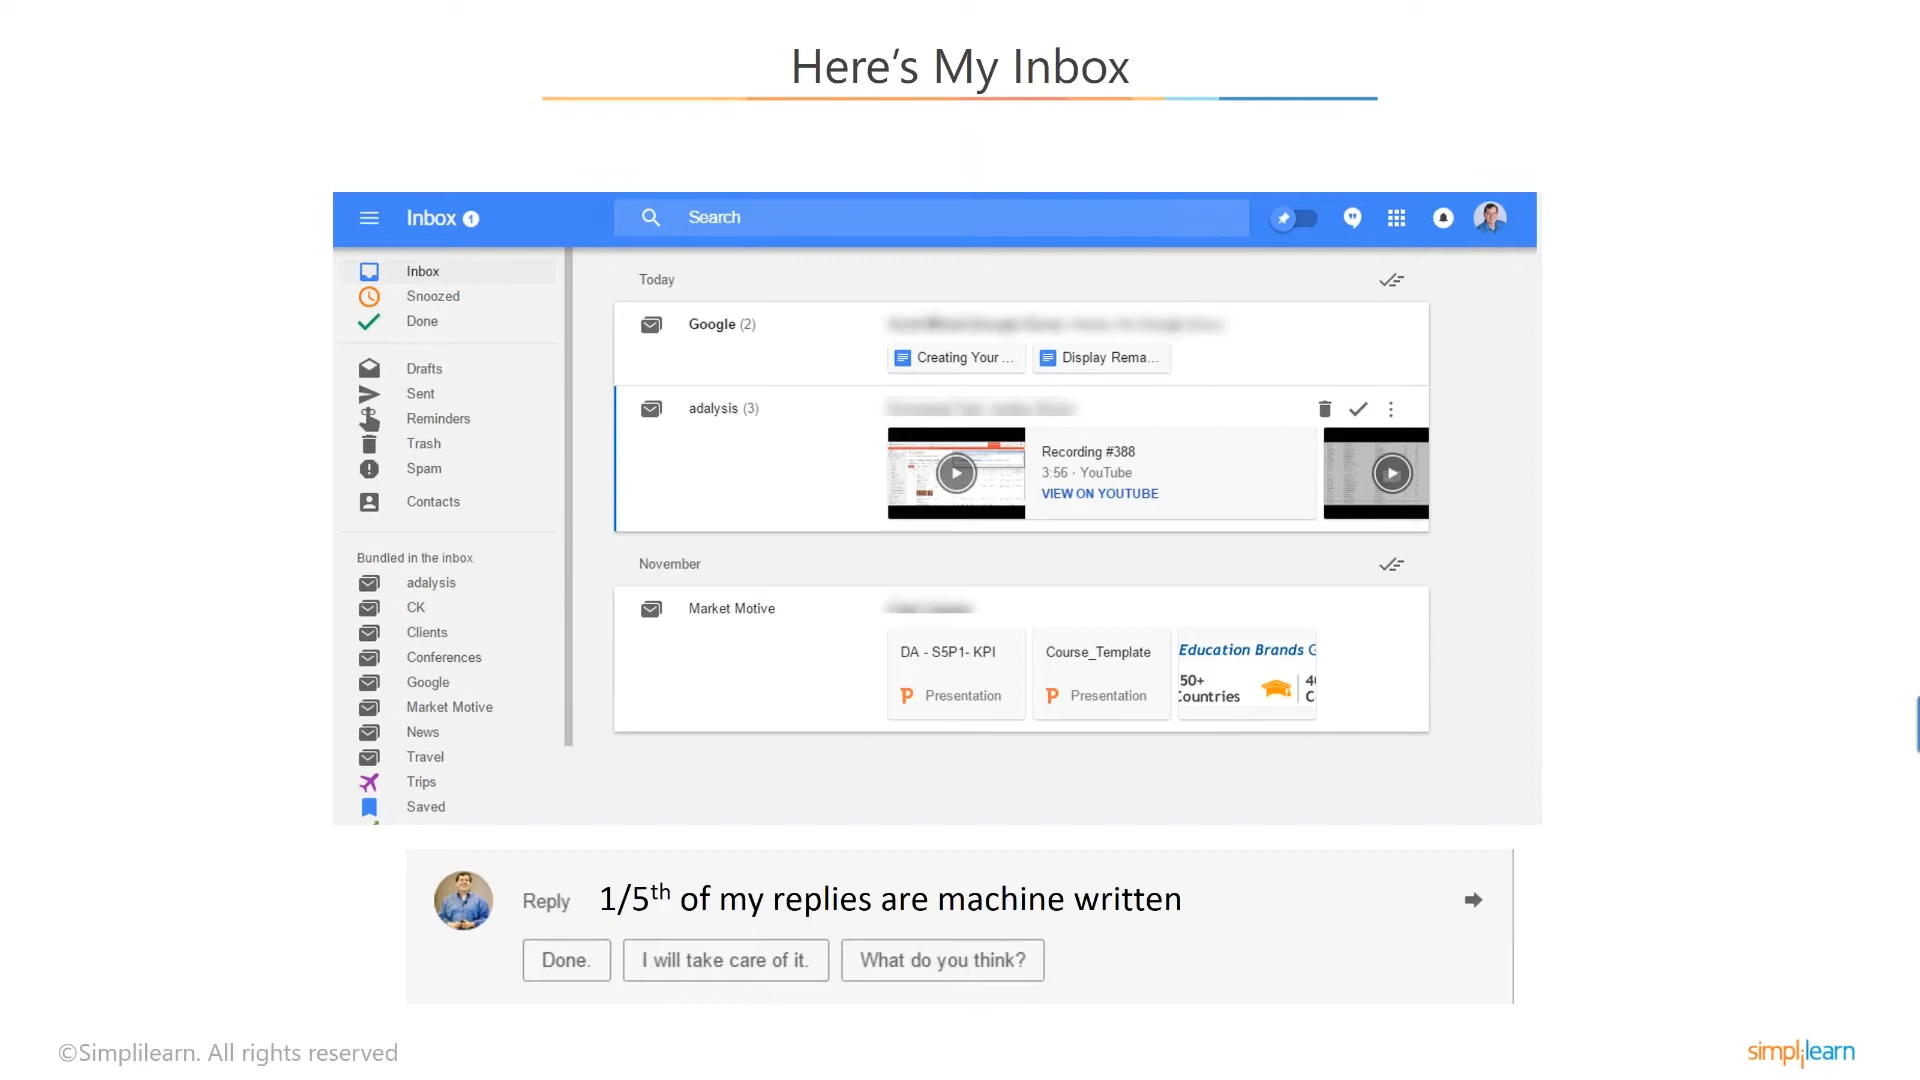 Here’s My Inbox
Inbox 1
Search
Inbox
Snoozed
Done
Drafts
Sent
Reminders
Trash
Spam
Contacts
Bundled in the inbox
adalysis
CK
Clients
Conferences
Google
Market Motive
News
Travel
Trips
Saved
Today
Google (2)
Creating Your ... Display Rema...
adalysis (3)
Recording #388
3:56 · YouTube
VIEW ON YOUTUBE
November
Market Motive
DA - S5P1- KPI
Presentation
Course_Template
Presentation
Education Brands G
50+
Countries
Reply 1/5th of my replies are machine written
Done. I will take care of it. What do you think?
©Simplilearn. All rights reserved
simplilearn